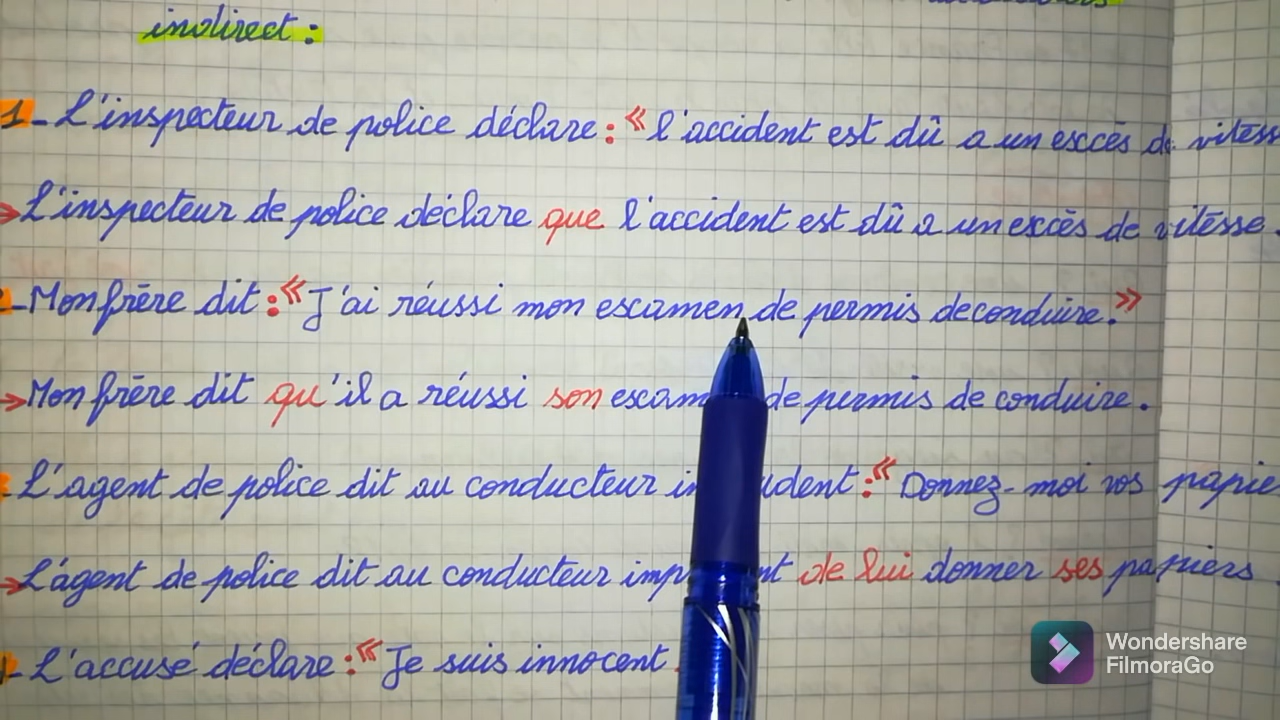 indirect :
1_ L'inspecteur de police déclare : « l'accident est dû a un excès de
L'inspecteur de police déclare que l'accident est dû a un excès de vitèsse.
_ Mon frère dit : « J'ai réussi mon escamen de permis de conduire. »
Mon frère dit qu'il a réussi son de permis de conduire.
L'agent de police dit au conducteur : « Donnez-moi vos
L'agent de police dit au conducteur de lui donner ses papiers
_ L'accusé déclare : « Je suis innocent
Wondershare
FilmoraGo